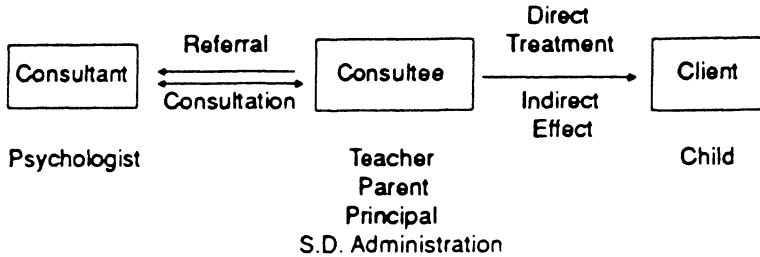 Referral
Direct
Treatment
Consultant
Consultee
Client
Consultation
Indirect
Effect
Psychologist
Teacher
Parent
Principal
S.D. Administration
Child